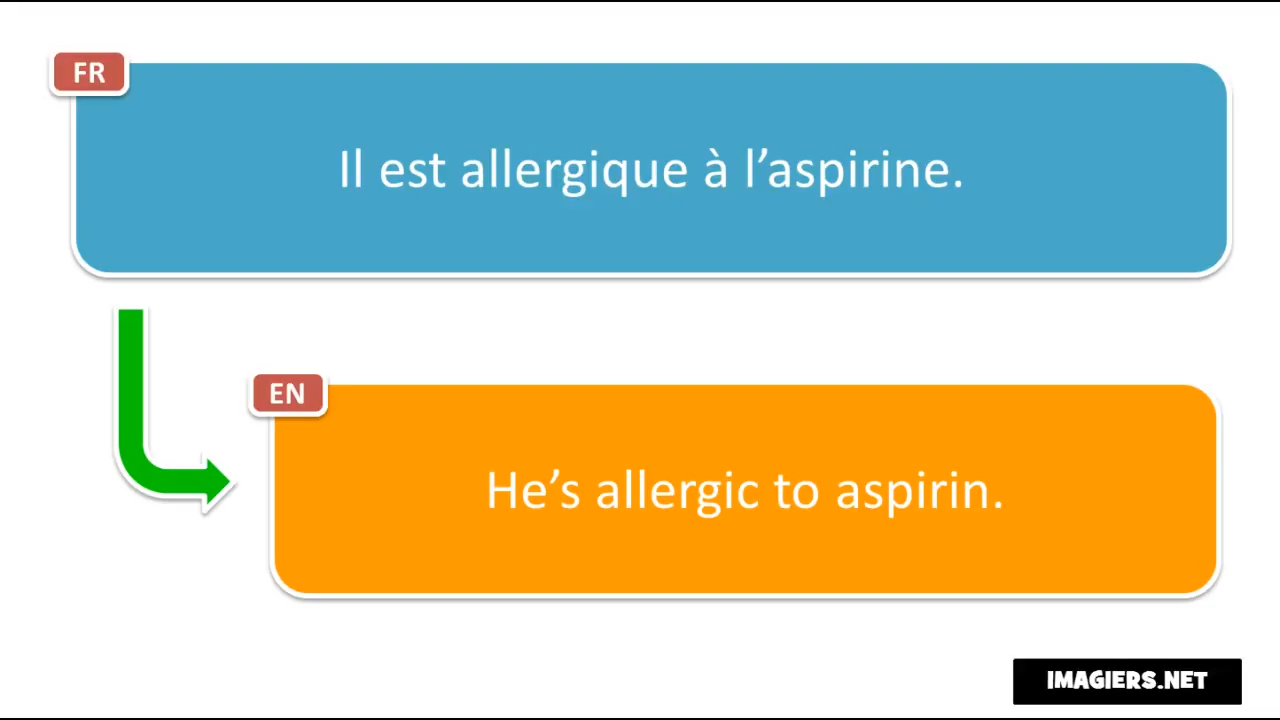 FR
Il est allergique à l’aspirine.
EN
He’s allergic to aspirin.
IMAGIERS.NET